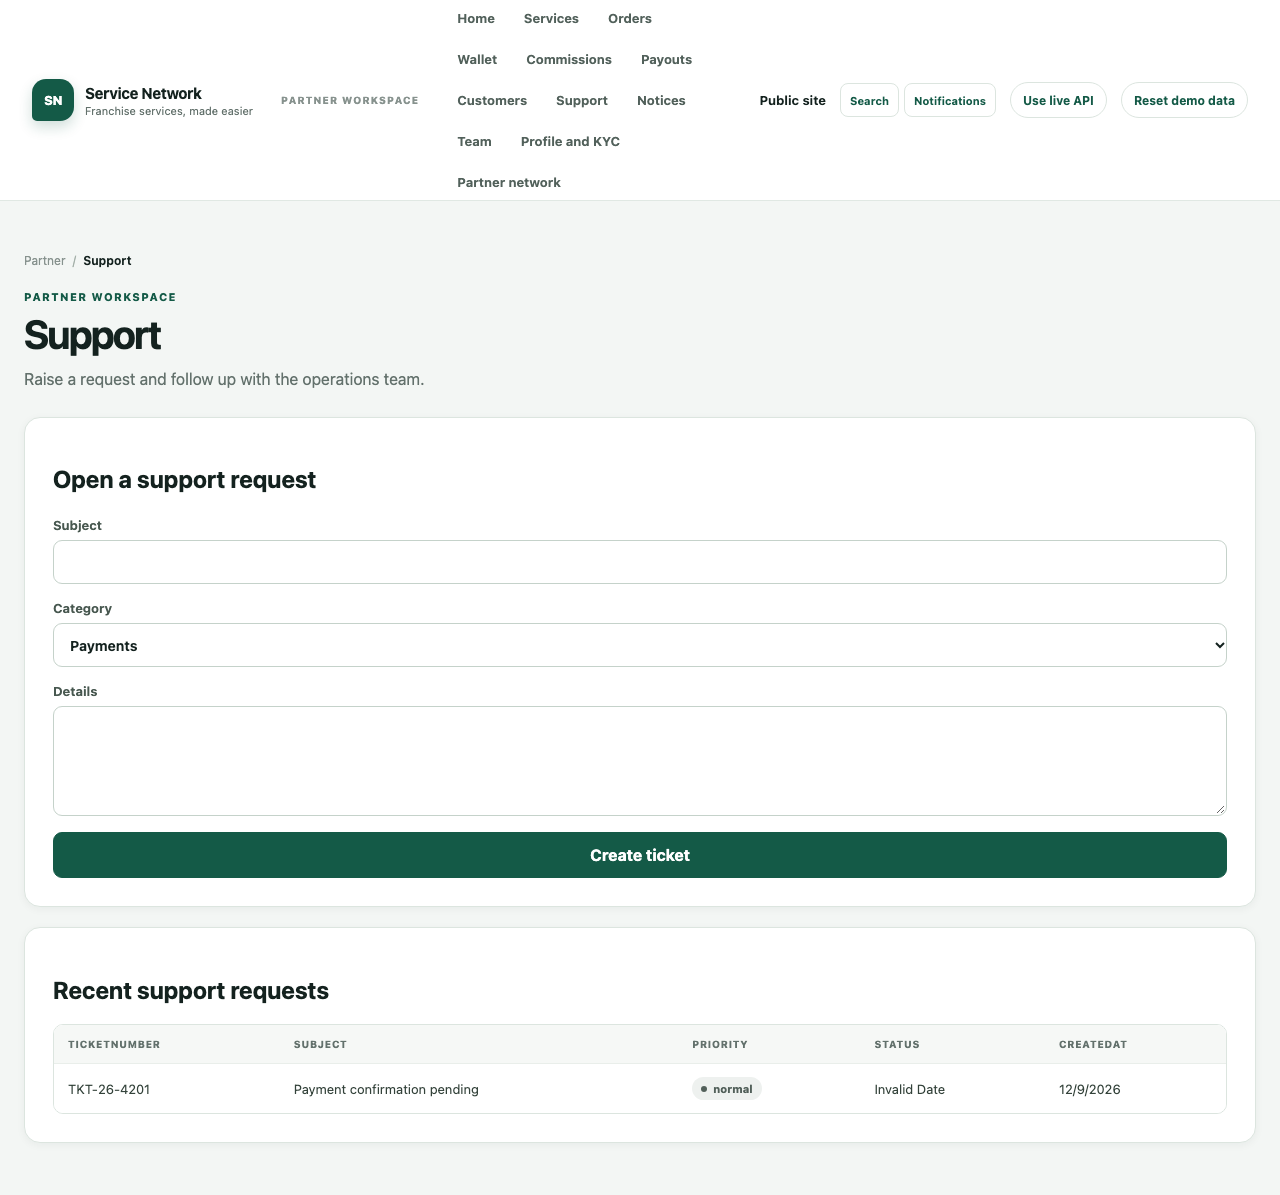 Home Services Orders
Wallet Commissions Payouts
SN Service Network
Franchise services, made easier
PARTNER WORKSPACE
Customers Support Notices
Public site Search Notifications Use live API Reset demo data
Team Profile and KYC
Partner network
Partner / Support
PARTNER WORKSPACE
Support
Raise a request and follow up with the operations team.
Open a support request
Subject
Category
Payments
Details
Create ticket
Recent support requests
TICKETNUMBER SUBJECT PRIORITY STATUS CREATEDAT
TKT-26-4201 Payment confirmation pending normal Invalid Date 12/9/2026